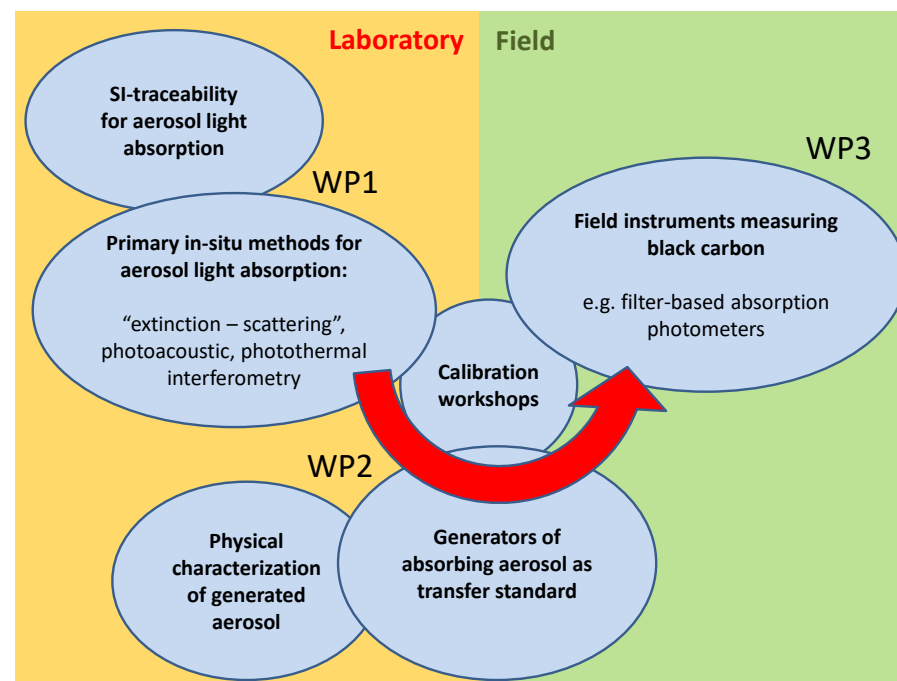 Laboratory
Field
SI-traceability
for aerosol light
absorption
WP1
Primary in-situ methods for
aerosol light absorption:
“extinction – scattering”,
photoacoustic, photothermal
interferometry
WP3
Field instruments measuring
black carbon
e.g. filter-based absorption
photometers
Calibration
workshops
WP2
Physical
characterization
of generated
aerosol
Generators of
absorbing aerosol as
transfer standard